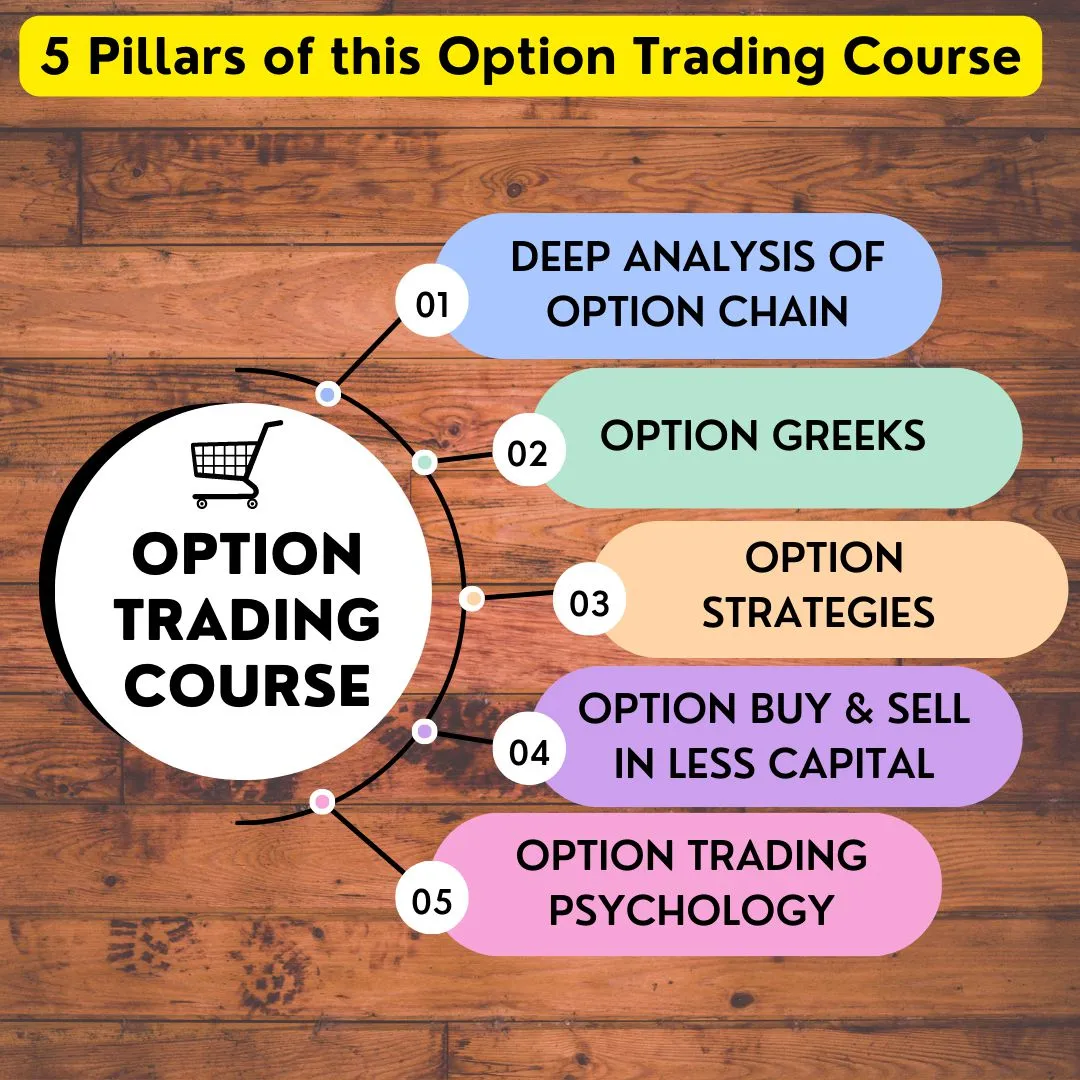 5 Pillars of this Option Trading Course
01
DEEP ANALYSIS OF
OPTION CHAIN
02
OPTION GREEKS
03
OPTION
STRATEGIES
04
OPTION BUY & SELL
IN LESS CAPITAL
05
OPTION TRADING
PSYCHOLOGY
OPTION
TRADING
COURSE